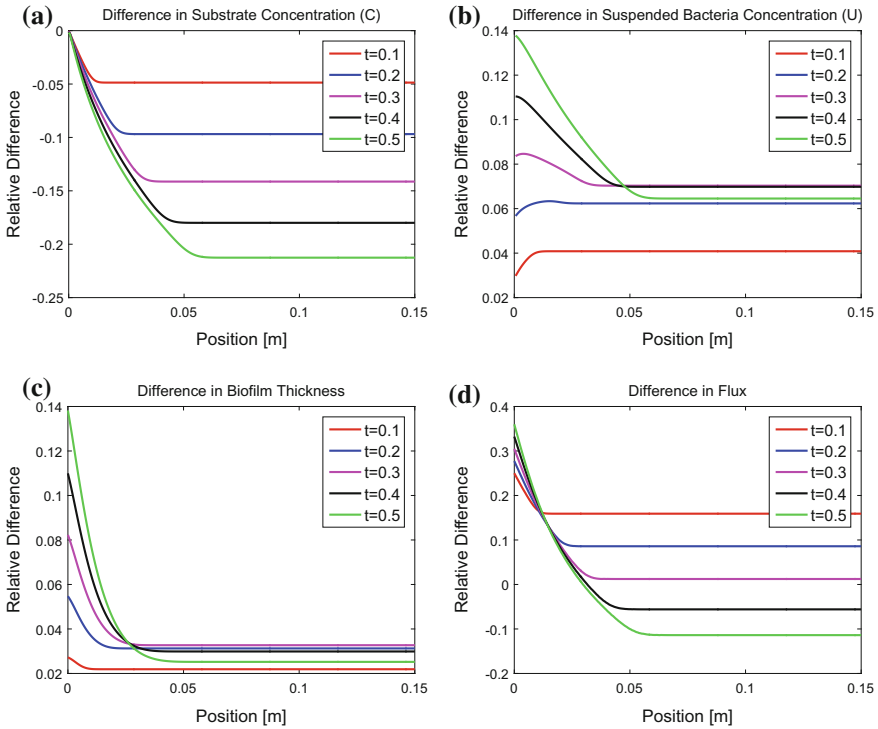 (a)
Difference in Substrate Concentration (C)
0
-0.05
-0.1
-0.15
-0.2
-0.25
Relative Difference
t=0.1
t=0.2
t=0.3
t=0.4
t=0.5
0
0.05
0.1
0.15
Position [m]
(b)
Difference in Suspended Bacteria Concentration (U)
0.14
0.12
0.1
0.08
0.06
0.04
0.02
Relative Difference
t=0.1
t=0.2
t=0.3
t=0.4
t=0.5
0
0.05
0.1
0.15
Position [m]
(c)
Difference in Biofilm Thickness
0.14
0.12
0.1
0.08
0.06
0.04
0.02
Relative Difference
t=0.1
t=0.2
t=0.3
t=0.4
t=0.5
0
0.05
0.1
0.15
Position [m]
(d)
Difference in Flux
0.4
0.3
0.2
0.1
0
-0.1
-0.2
Relative Difference
t=0.1
t=0.2
t=0.3
t=0.4
t=0.5
0
0.05
0.1
0.15
Position [m]